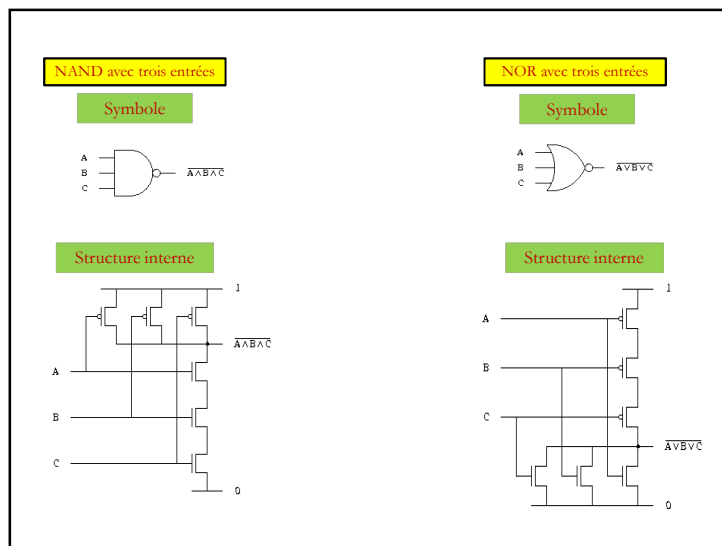 NAND avec trois entrées
Symbole
A
B
C
A∧B∧C
Structure interne
1
A∧B∧C
A
B
C
0
NOR avec trois entrées
Symbole
A
B
C
A∨B∨C
Structure interne
1
A
B
C
A∨B∨C
0